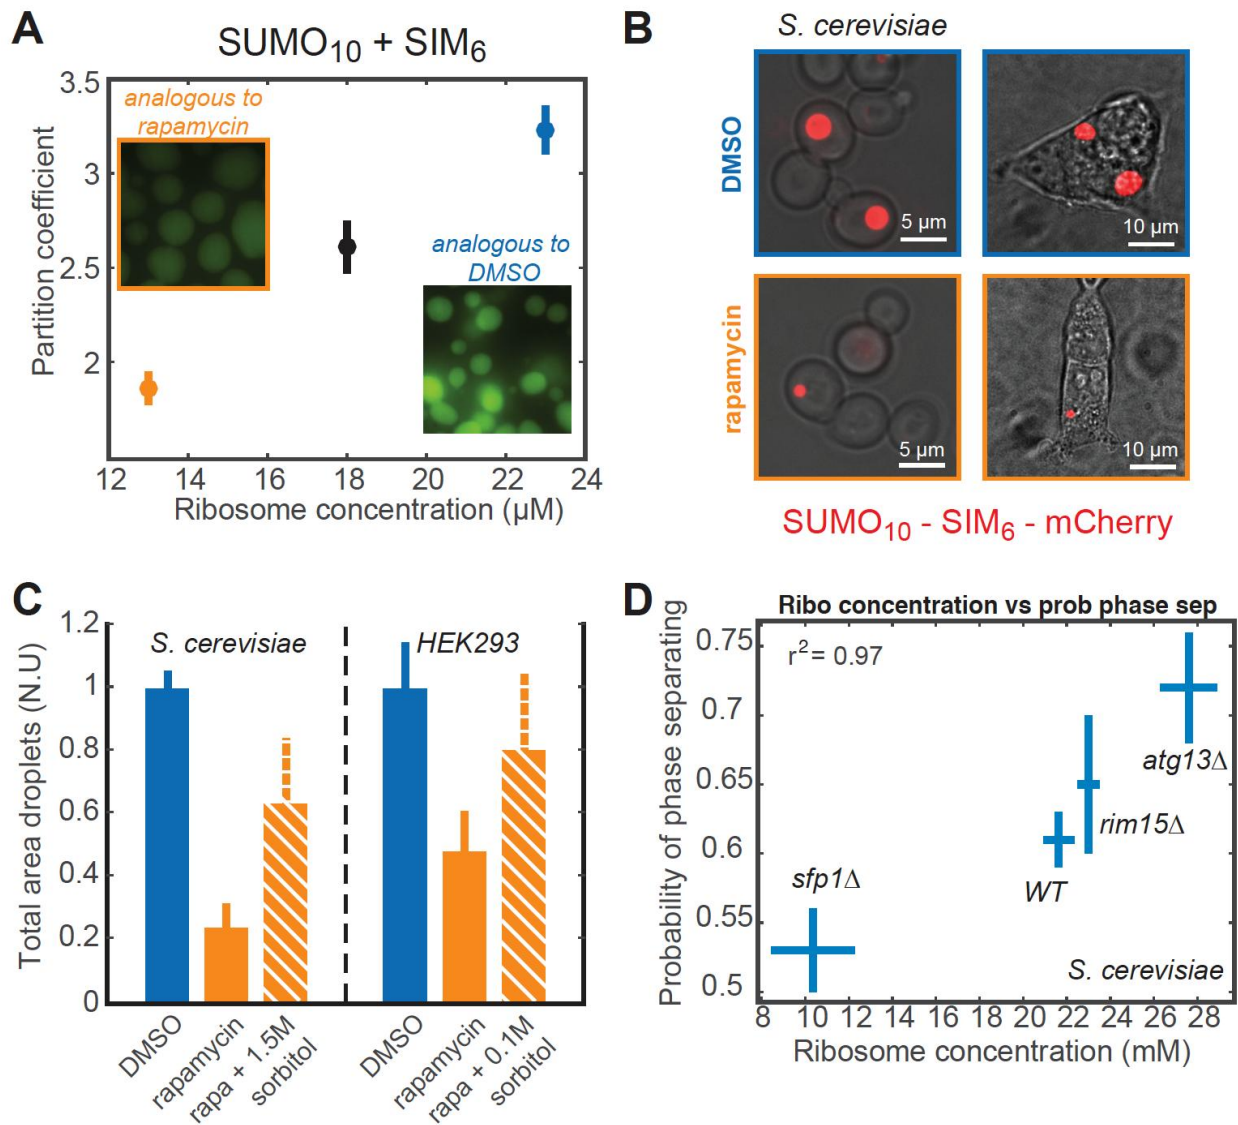 A
SUMO10 + SIM6
Partition coefficient
3.5
3
2.5
2
analogous to
rapamycin
analogous to
DMSO
12 14 16 18 20 22 24
Ribosome concentration (µM)
B
S. cerevisiae
DMSO
5 µm
10 µm
rapamycin
5 µm
10 µm
SUMO10 - SIM6 - mCherry
C
Total area droplets (N.U)
1.2
1
0.8
0.6
0.4
0.2
0
S. cerevisiae
HEK293
DMSO
rapamycin
rapa + 1.5M
sorbitol
DMSO
rapamycin
rapa + 0.1M
sorbitol
D
Ribo concentration vs prob phase sep
Probability of phase separating
0.75
0.7
0.65
0.6
0.55
0.5
r2= 0.97
atg13Δ
rim15Δ
WT
sfp1Δ
S. cerevisiae
8 10 12 14 16 18 20 22 24 26 28
Ribosome concentration (mM)